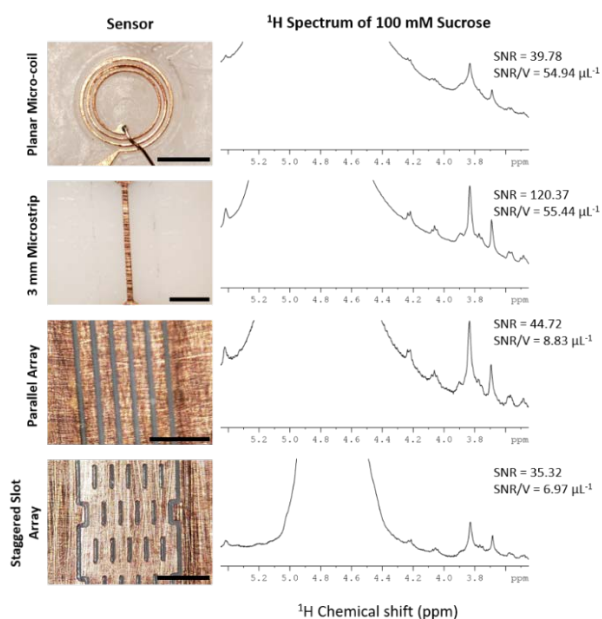 Sensor
¹H Spectrum of 100 mM Sucrose
Planar Micro-coil
SNR = 39.78
SNR/V = 54.94 µL⁻¹
5.2 5.0 4.8 4.6 4.4 4.2 4.0 3.8 ppm
3 mm Microstrip
SNR = 120.37
SNR/V = 55.44 µL⁻¹
5.2 5.0 4.8 4.6 4.4 4.2 4.0 3.8 ppm
Parallel Array
SNR = 44.72
SNR/V = 8.83 µL⁻¹
5.2 5.0 4.8 4.6 4.4 4.2 4.0 3.8 ppm
Staggered Slot
Array
SNR = 35.32
SNR/V = 6.97 µL⁻¹
5.2 5.0 4.8 4.6 4.4 4.2 4.0 3.8 ppm
¹H Chemical shift (ppm)